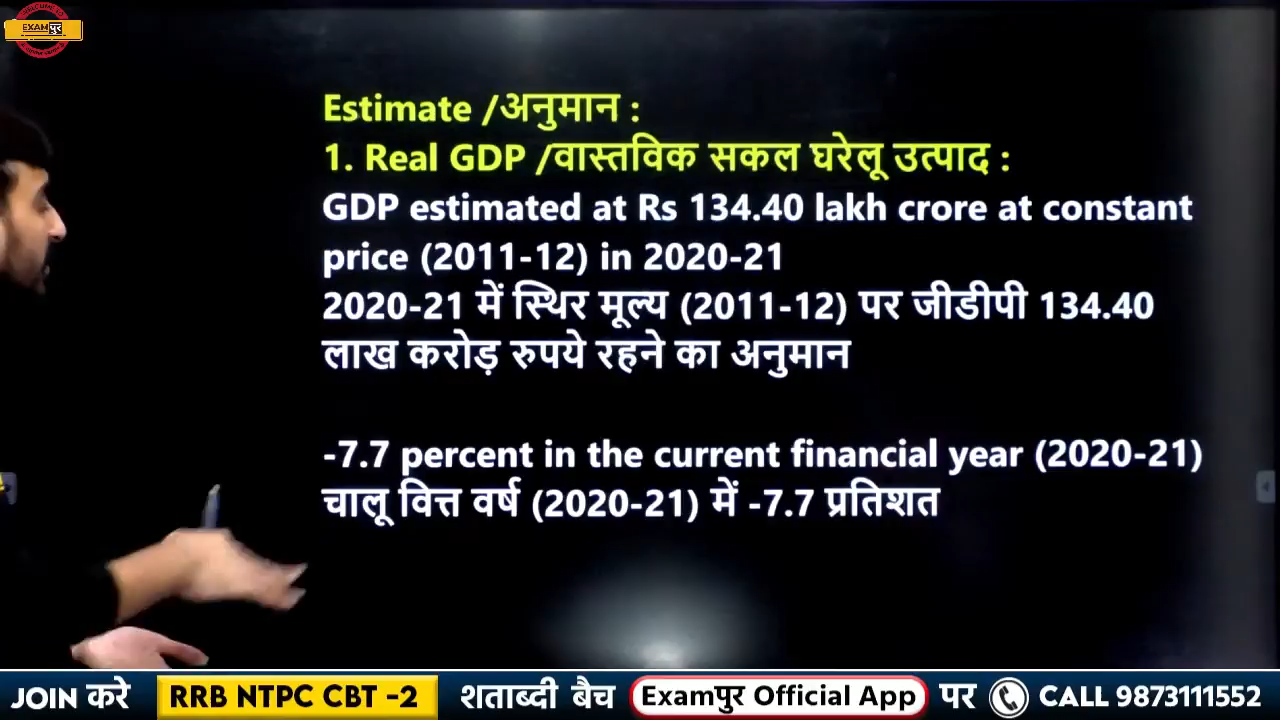 WELCOME TO
EXAMपुर
Estimate /अनुमान :
1. Real GDP /वास्तविक सकल घरेलू उत्पाद :
GDP estimated at Rs 134.40 lakh crore at constant
price (2011-12) in 2020-21
2020-21 में स्थिर मूल्य (2011-12) पर जीडीपी 134.40
लाख करोड़ रुपये रहने का अनुमान
-7.7 percent in the current financial year (2020-21)
चालू वित्त वर्ष (2020-21) में -7.7 प्रतिशत
JOIN करे RRB NTPC CBT -2 शताब्दी बैच Examपुर Official App पर CALL 9873111552